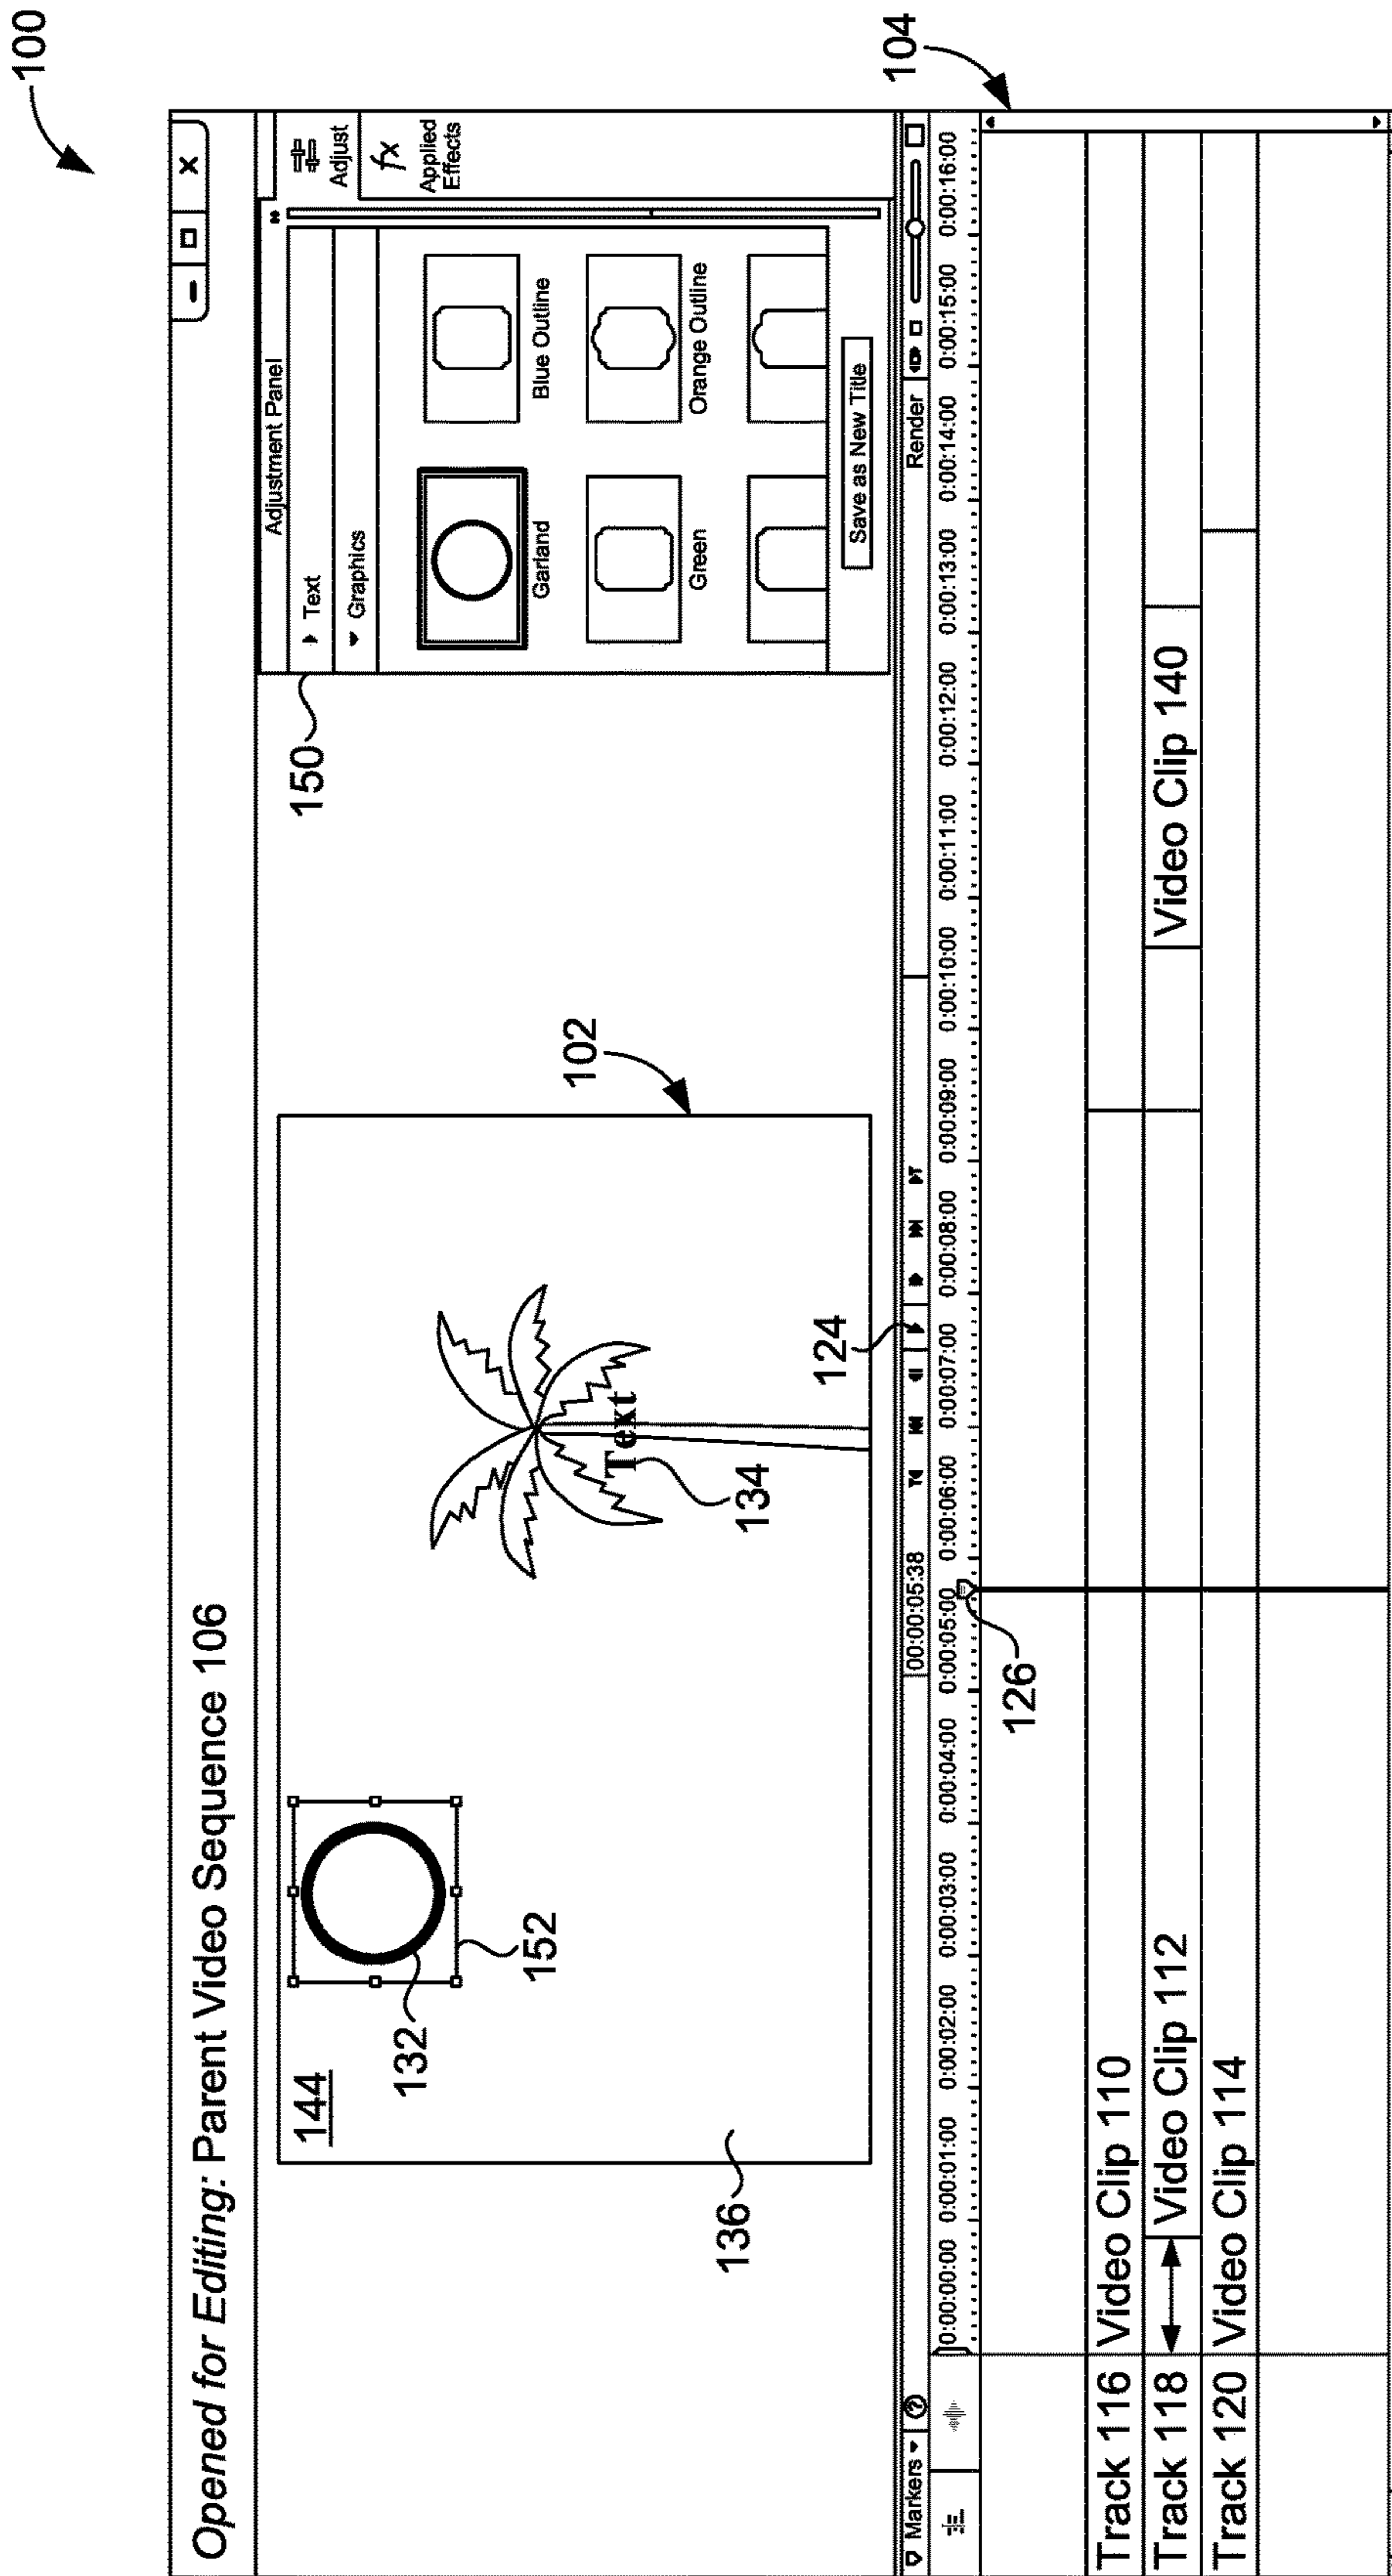 100
Opened for Editing: Parent Video Sequence 106
144
132
152
136
134
102
124
150
Adjustment Panel
Text
Graphics
Garland
Blue Outline
Green
Orange Outline
Save as New Title
Adjust
fx
Applied
Effects
Markers
?
00:00:05:38
Render
0:00:00:00 0:00:01:00 0:00:02:00 0:00:03:00 0:00:04:00 0:00:05:00 0:00:06:00 0:00:07:00 0:00:08:00 0:00:09:00 0:00:10:00 0:00:11:00 0:00:12:00 0:00:13:00 0:00:14:00 0:00:15:00 0:00:16:00
104
126
Track 116 Video Clip 110
Track 118 Video Clip 112 Video Clip 140
Track 120 Video Clip 114
Text